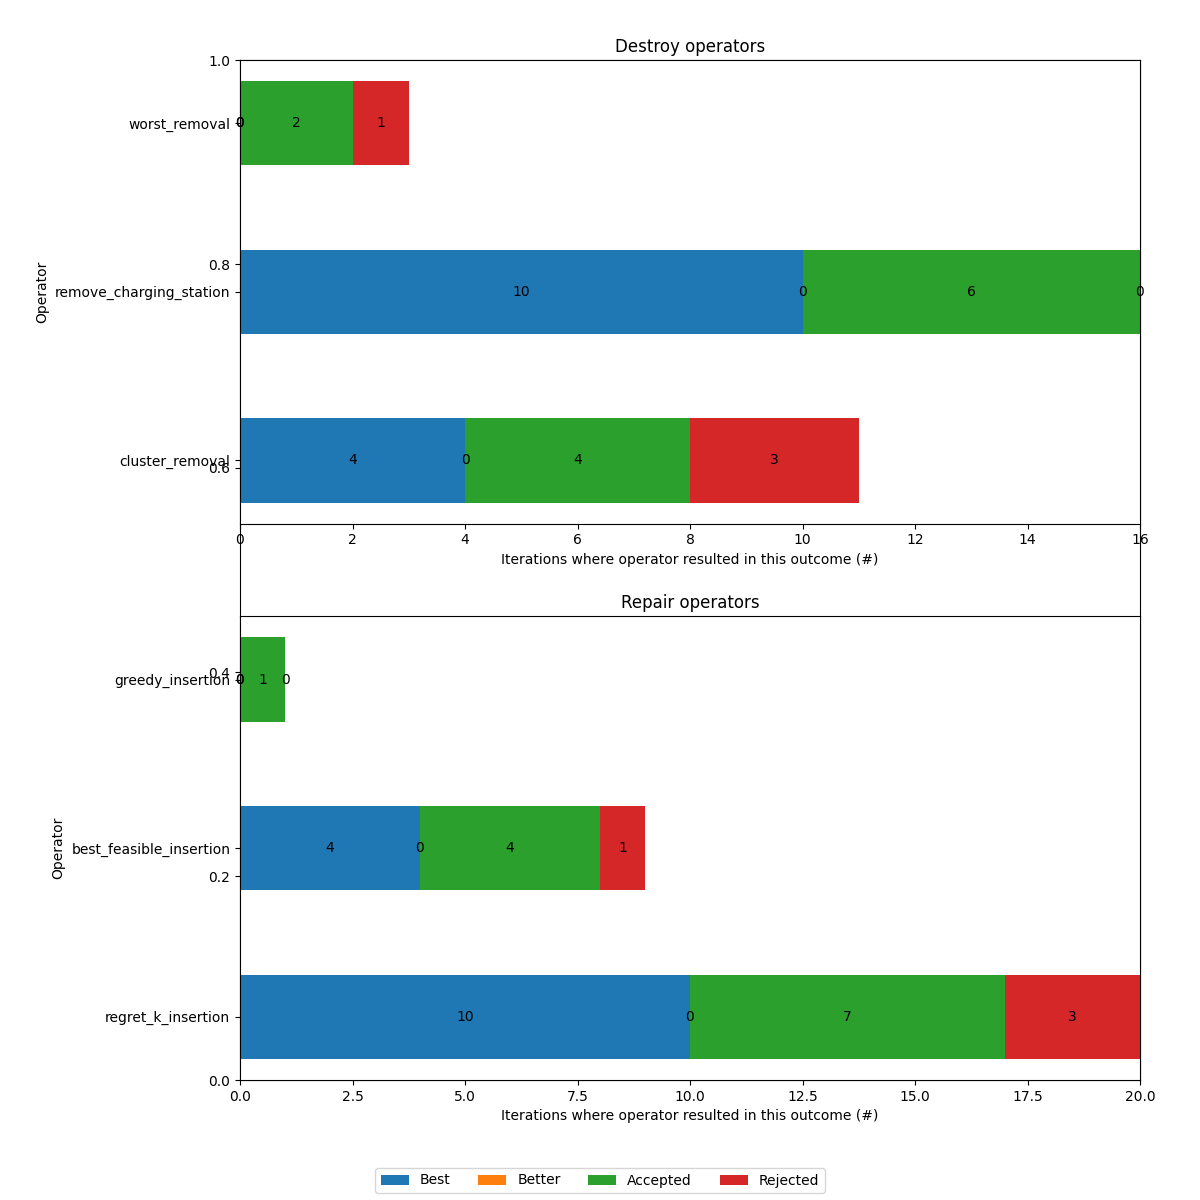 Destroy operators
1.0
worst_removal 0 0 2 1
0.8
Operator
remove_charging_station 10 0 6 0
cluster_removal 4 0 4 3
0.6
0 2 4 6 8 10 12 14 16
Iterations where operator resulted in this outcome (#)
Repair operators
0.4
greedy_insertion 0 0 1 0
Operator
best_feasible_insertion 4 0 4 1
0.2
regret_k_insertion 10 0 7 3
0.0
0.0 2.5 5.0 7.5 10.0 12.5 15.0 17.5 20.0
Iterations where operator resulted in this outcome (#)
Best Better Accepted Rejected